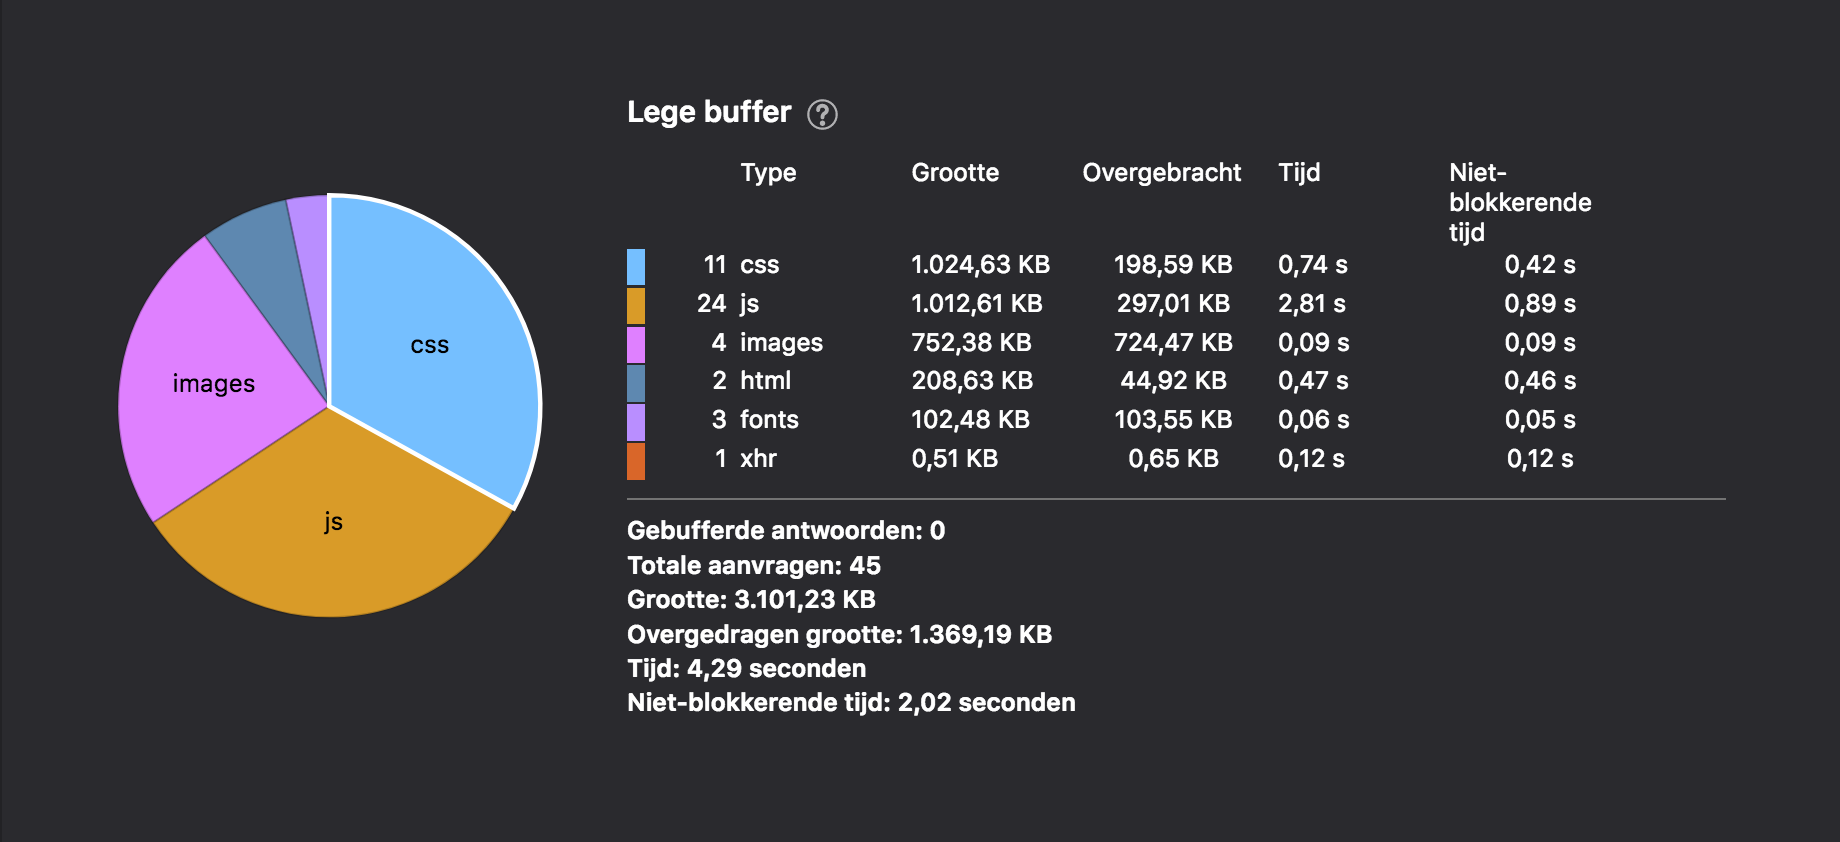 Lege buffer ?
Type Grootte Overgebracht Tijd Niet-
blokkerende
tijd
11 css 1.024,63 KB 198,59 KB 0,74 s 0,42 s
24 js 1.012,61 KB 297,01 KB 2,81 s 0,89 s
4 images 752,38 KB 724,47 KB 0,09 s 0,09 s
2 html 208,63 KB 44,92 KB 0,47 s 0,46 s
3 fonts 102,48 KB 103,55 KB 0,06 s 0,05 s
1 xhr 0,51 KB 0,65 KB 0,12 s 0,12 s
Gebufferde antwoorden: 0
Totale aanvragen: 45
Grootte: 3.101,23 KB
Overgedragen grootte: 1.369,19 KB
Tijd: 4,29 seconden
Niet-blokkerende tijd: 2,02 seconden
css
images
js